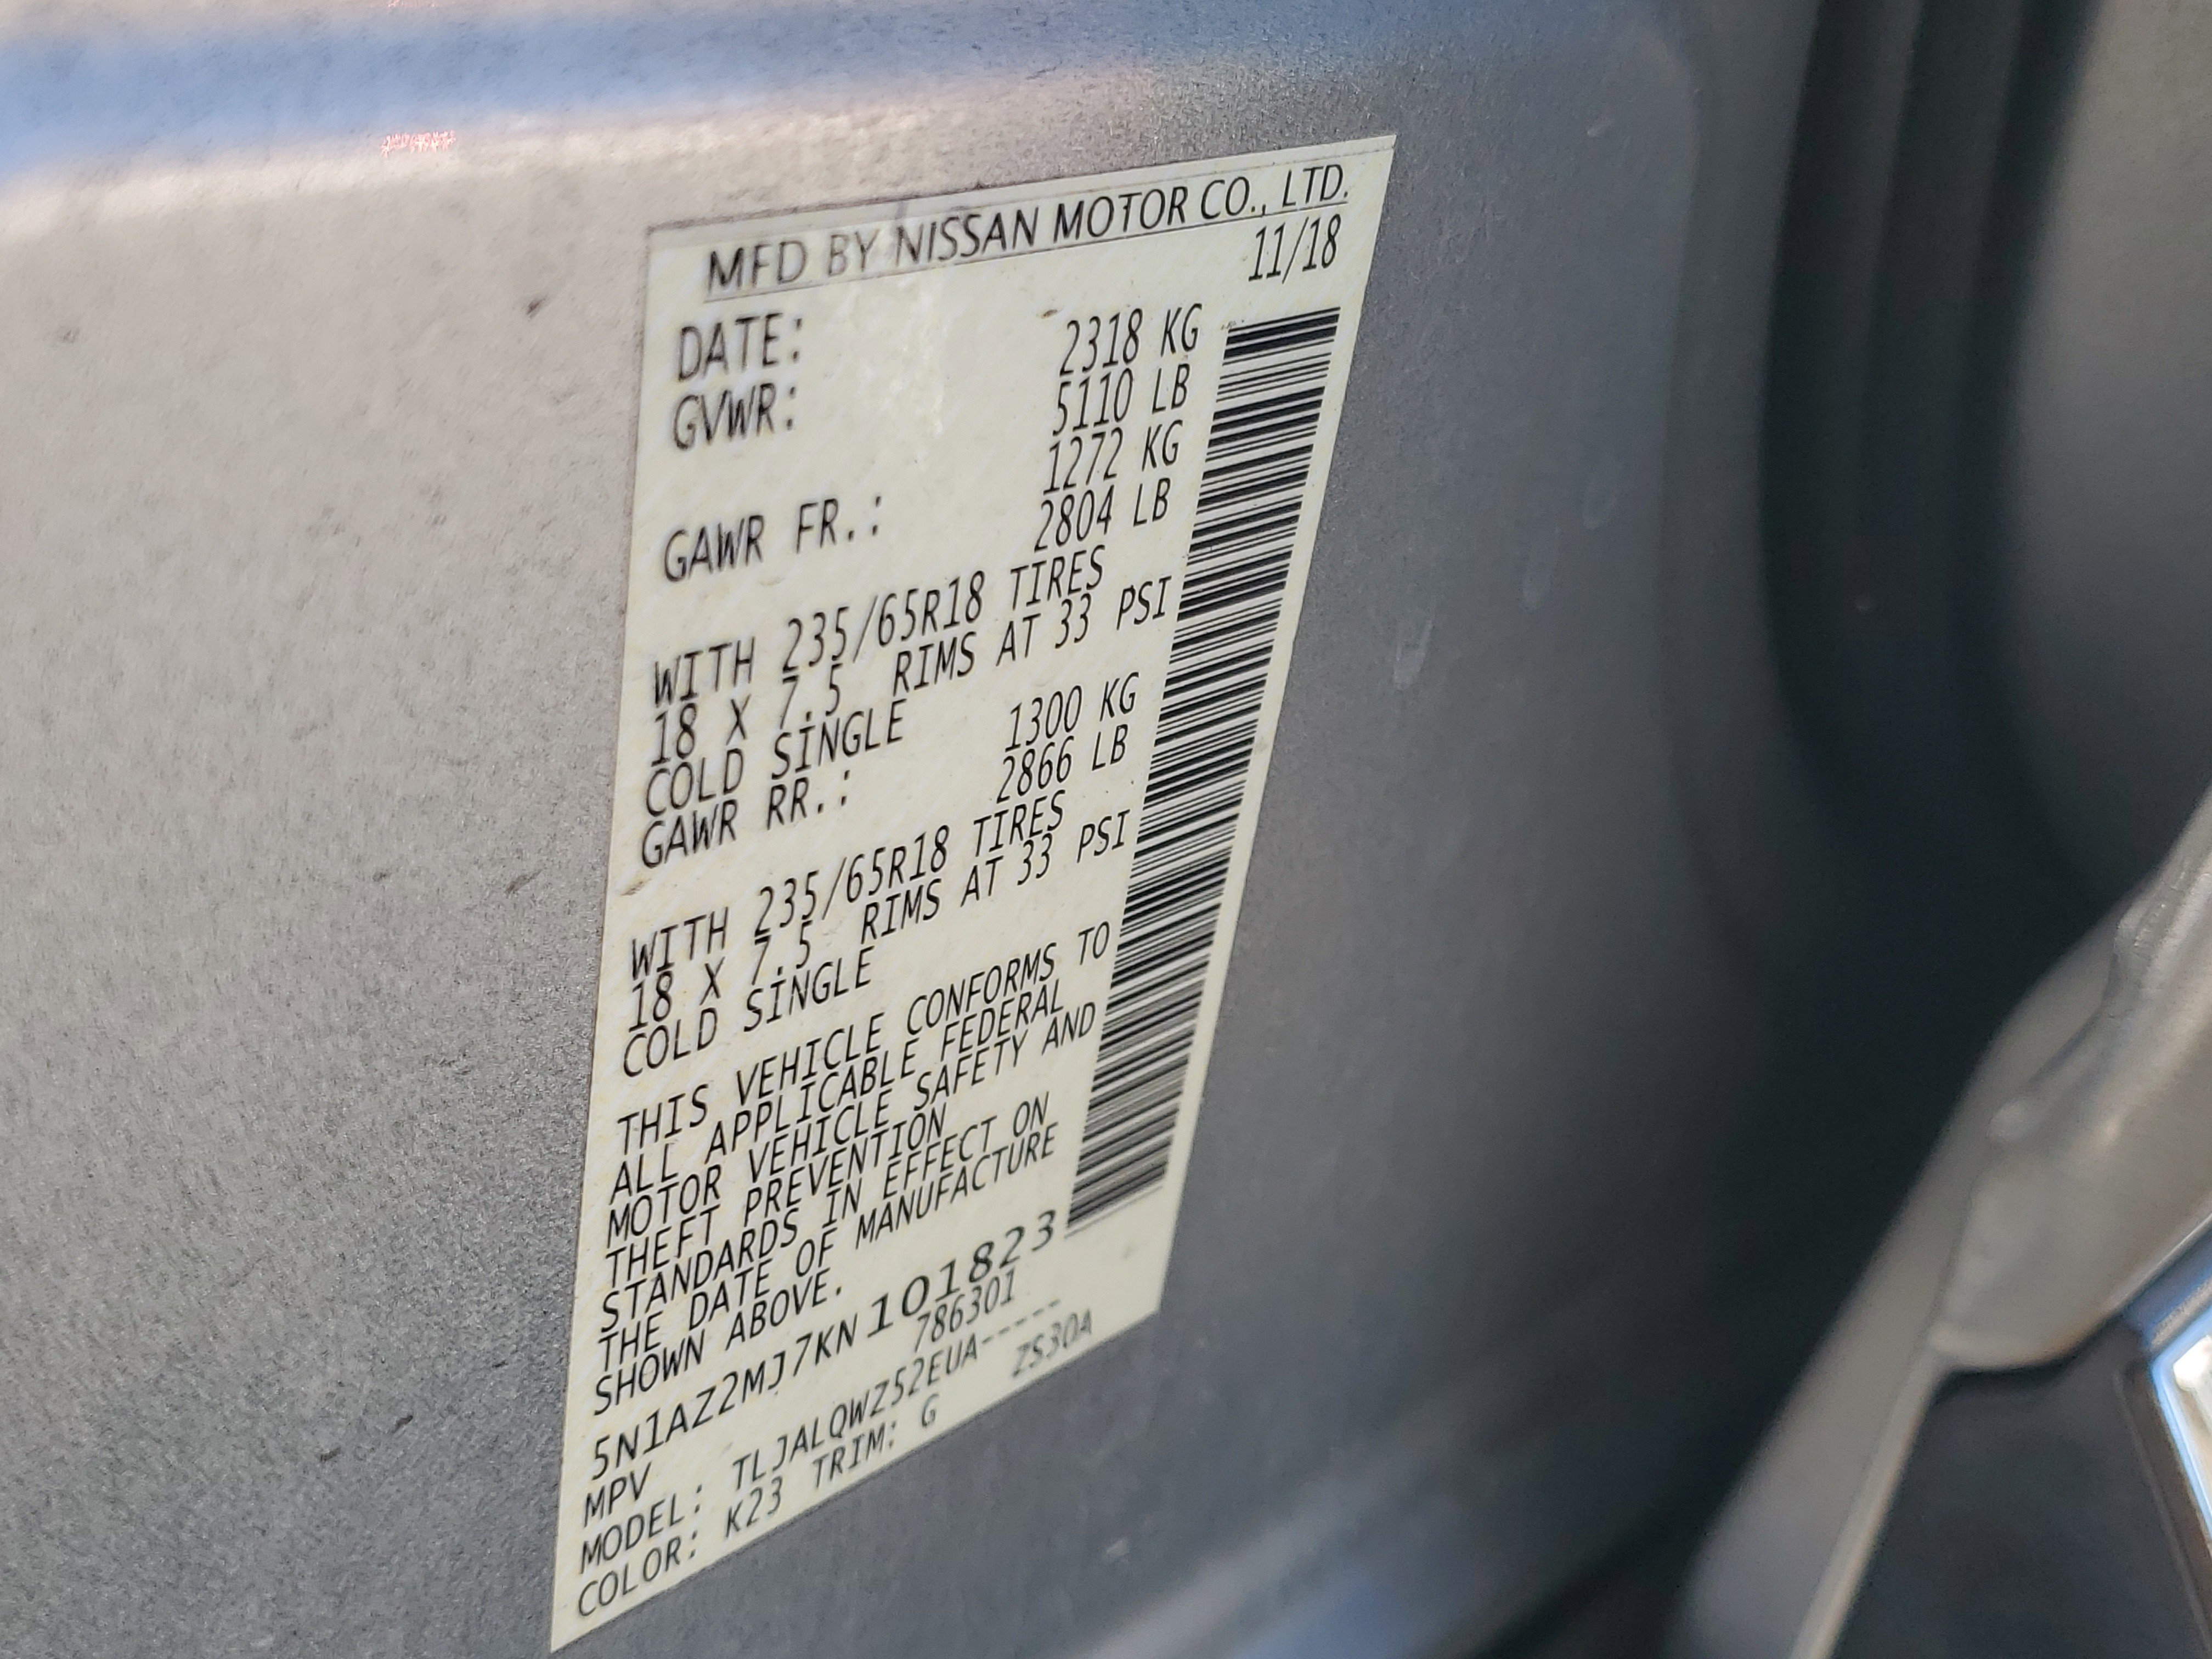 MFD BY NISSAN MOTOR CO., LTD.
DATE: 11/18
GVWR: 2318 KG
5110 LB
GAWR FR.: 1272 KG
2804 LB
WITH 235/65R18 TIRES
18 X 7.5 RIMS AT 33 PSI
COLD SINGLE
GAWR RR.: 1300 KG
2866 LB
WITH 235/65R18 TIRES
18 X 7.5 RIMS AT 33 PSI
COLD SINGLE
THIS VEHICLE CONFORMS TO
ALL APPLICABLE FEDERAL
MOTOR VEHICLE SAFETY AND
THEFT PREVENTION
STANDARDS IN EFFECT ON
THE DATE OF MANUFACTURE
SHOWN ABOVE.
5N1AZ2MJ7KN101823
MPV 786301
MODEL: TLJALQWZ52EUA-----
COLOR: K23 TRIM: G ZS30A